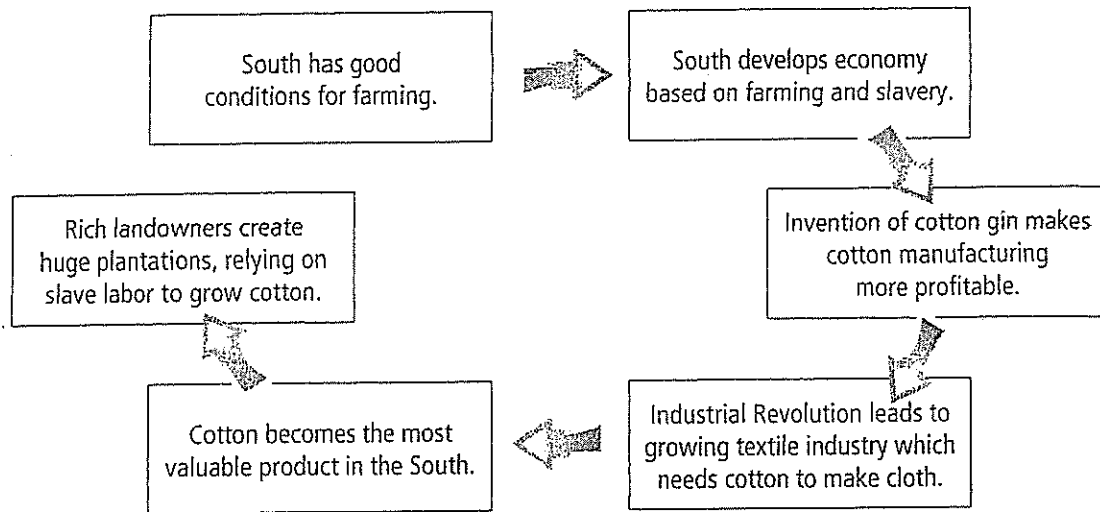 South has good
conditions for farming.
South develops economy
based on farming and slavery.
Invention of cotton gin makes
cotton manufacturing
more profitable.
Industrial Revolution leads to
growing textile industry which
needs cotton to make cloth.
Cotton becomes the most
valuable product in the South.
Rich landowners create
huge plantations, relying on
slave labor to grow cotton.